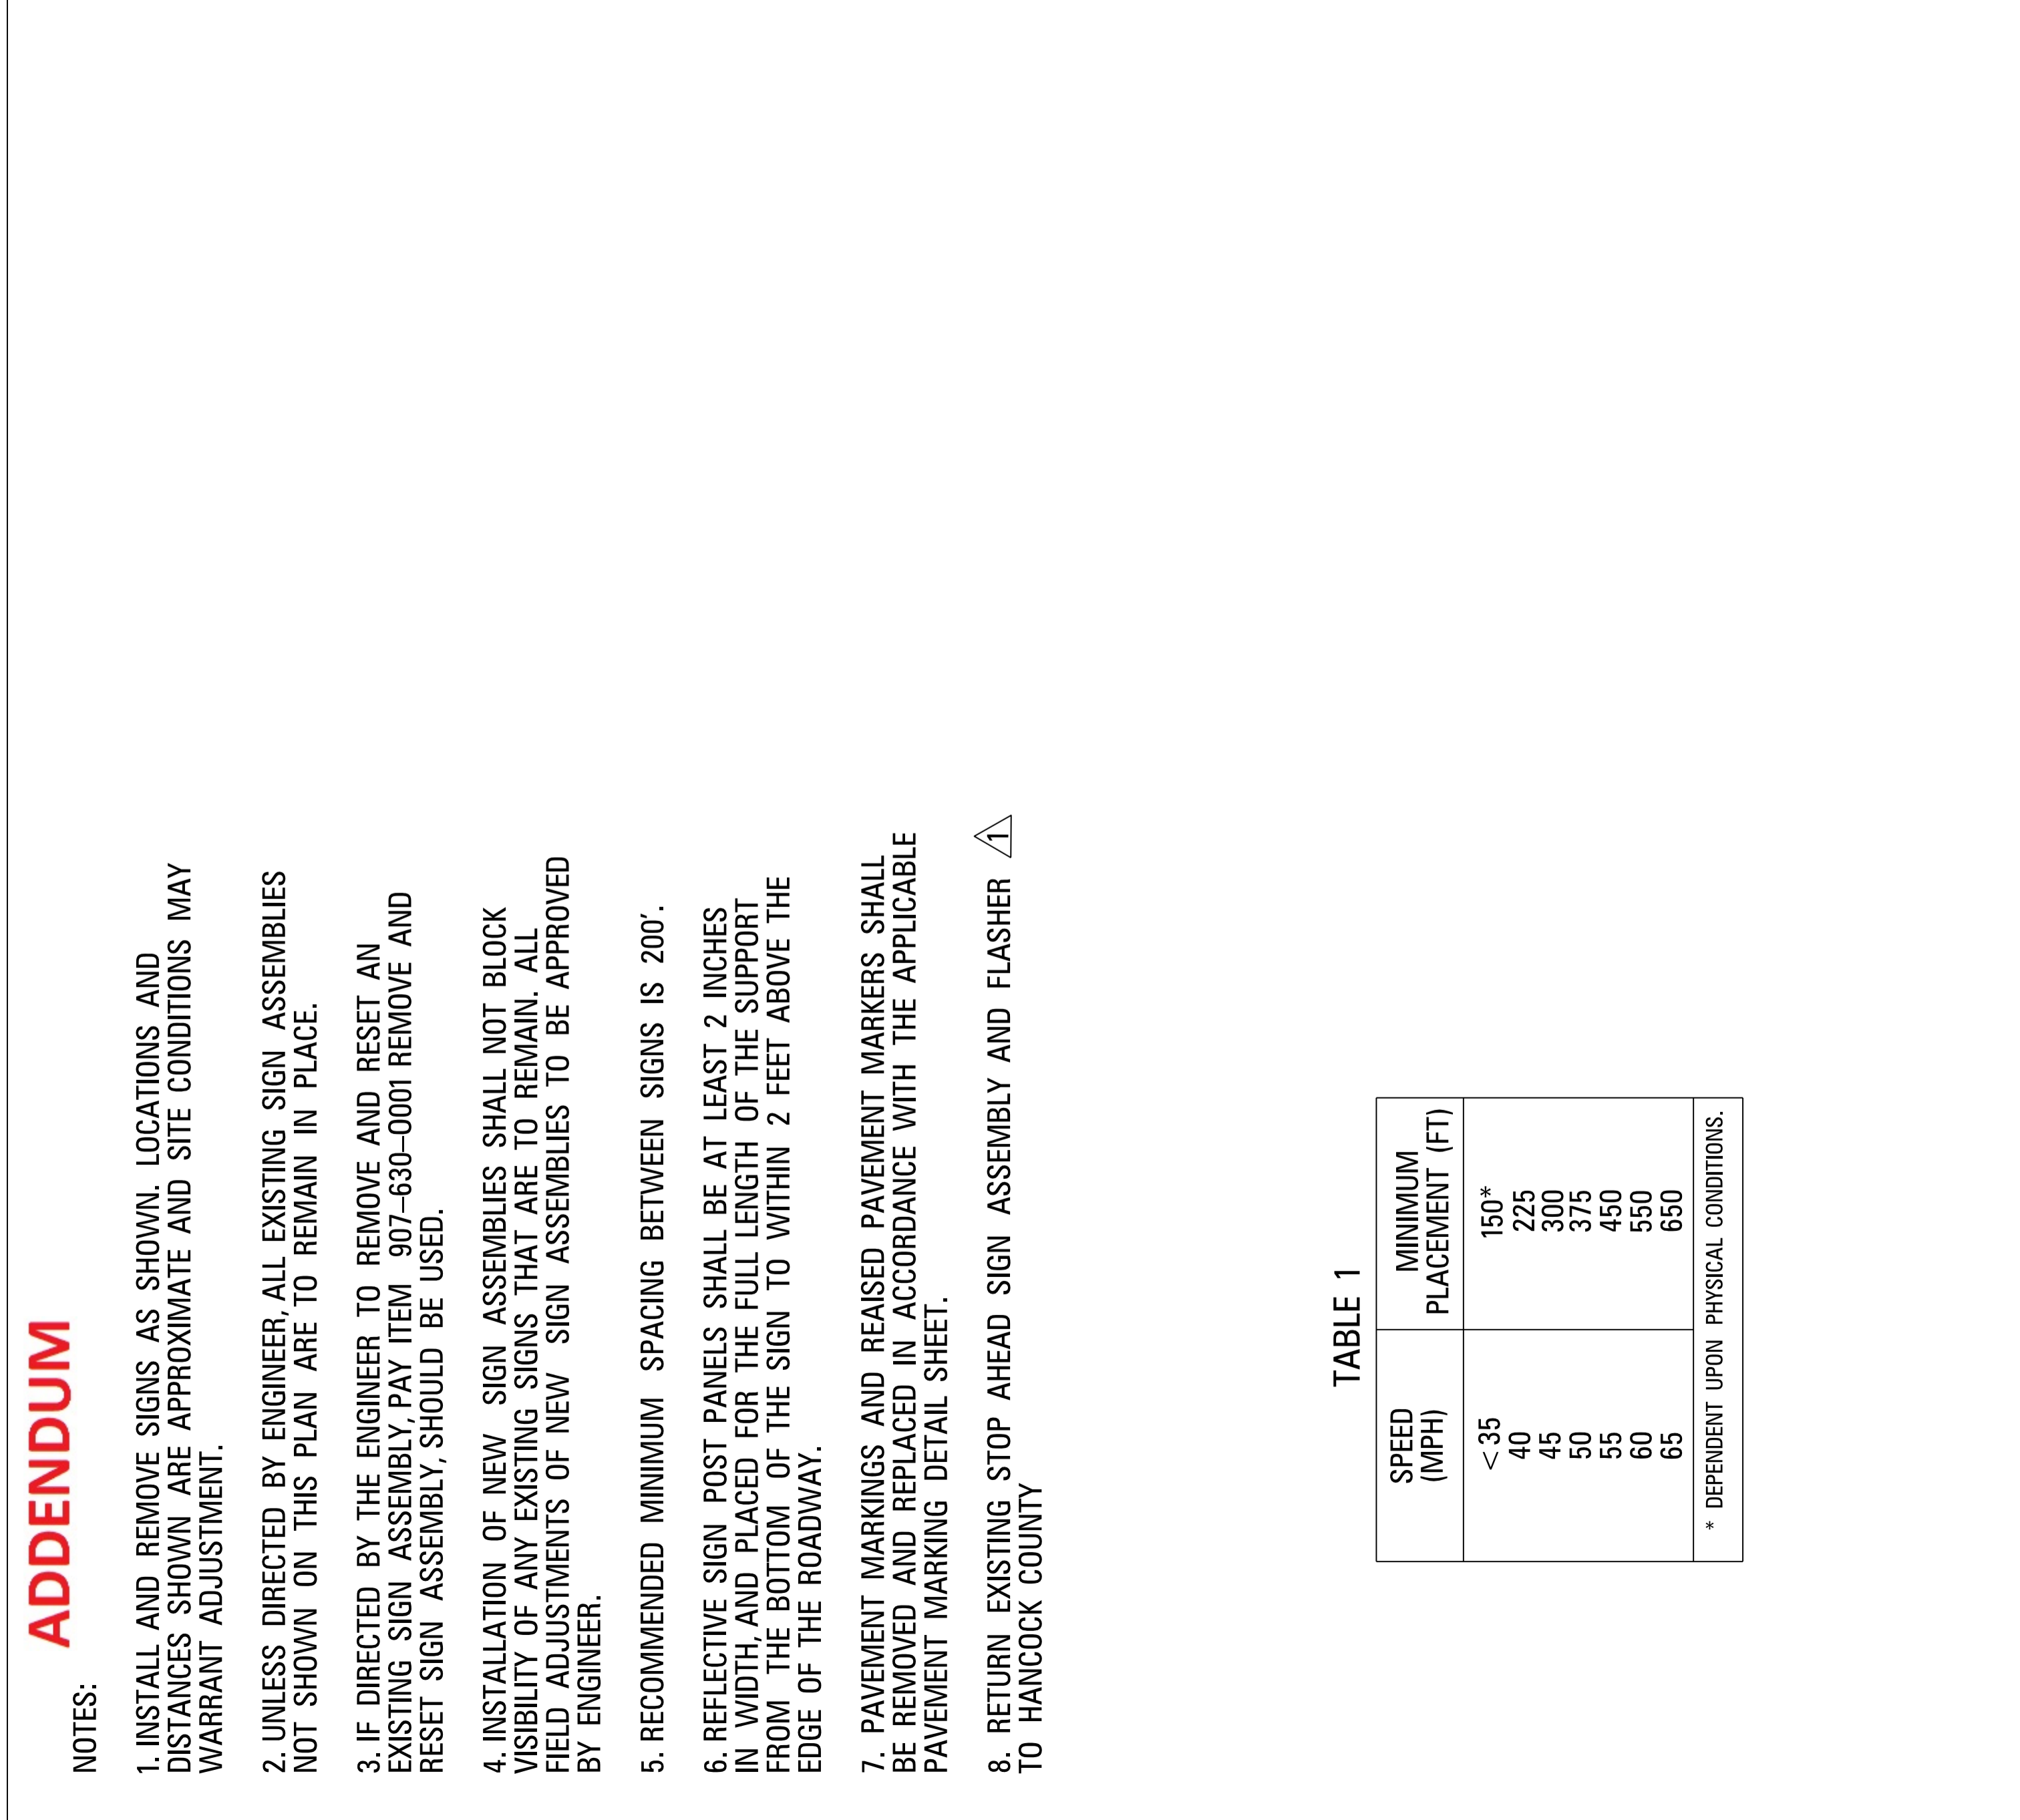 ADDENDUM
NOTES:
1. INSTALL AND REMOVE SIGNS AS SHOWN. LOCATIONS AND
DISTANCES SHOWN ARE APPROXIMATE AND SITE CONDITIONS MAY
WARRANT ADJUSTMENT.
2. UNLESS DIRECTED BY ENGINEER, ALL EXISTING SIGN ASSEMBLIES
NOT SHOWN ON THIS PLAN ARE TO REMAIN IN PLACE.
3. IF DIRECTED BY THE ENGINEER TO REMOVE AND RESET AN
EXISTING SIGN ASSEMBLY, PAY ITEM 907-630-0001 REMOVE AND
RESET SIGN ASSEMBLY, SHOULD BE USED.
4. INSTALLATION OF NEW SIGN ASSEMBLIES SHALL NOT BLOCK
VISIBILITY OF ANY EXISTING SIGNS THAT ARE TO REMAIN. ALL
FIELD ADJUSTMENTS OF NEW SIGN ASSEMBLIES TO BE APPROVED
BY ENGINEER.
5. RECOMMENDED MINIMUM SPACING BETWEEN SIGNS IS 200'.
6. REFLECTIVE SIGN POST PANELS SHALL BE AT LEAST 2 INCHES
IN WIDTH, AND PLACED FOR THE FULL LENGTH OF THE SUPPORT
FROM THE BOTTOM OF THE SIGN TO WITHIN 2 FEET ABOVE THE
EDGE OF THE ROADWAY.
7. PAVEMENT MARKINGS AND REAISED PAVEMENT MARKERS SHALL
BE REMOVED AND REPLACED IN ACCCORDANCE WITH THE APPLICABLE
PAVEMENT MARKING DETAIL SHEET.
8. RETURN EXISTING STOP AHEAD SIGN ASSEMBLY AND FLASHER 1
TO HANCOCK COUNTY
TABLE 1
SPEED (MPH) MINIMUM PLACEMENT (FT)
<35 150*
40 225
45 300
50 375
55 450
60 550
65 650
* DEPENDENT UPON PHYSICAL CONDITIONS.